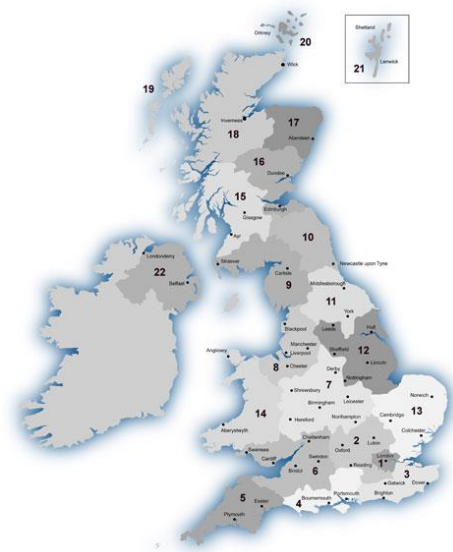 Shetland
Orkney
20
Lerwick
21
Wick
19
Inverness
17
18
Aberdeen
16
Dundee
15
Edinburgh
Glasgow
10
Ayr
Londonderry
22
Stranraer
Newcastle upon Tyne
Carlisle
Belfast
9
Middlesborough
11
York
Blackpool
Leeds
Hull
Manchester
12
Anglesey
Liverpool
Sheffield
Lincoln
8
Chester
Derby
7
Nottingham
Shrewsbury
Norwich
Leicester
Birmingham
13
14
Hereford
Northampton
Cambridge
Aberystwyth
Colchester
Cheltenham
2
Luton
Oxford
Swansea
Swindon
London
1
Cardiff
Reading
3
Bristol
6
Gatwick
Dover
5
Portsmouth
Brighton
Exeter
4
Bournemouth
Plymouth